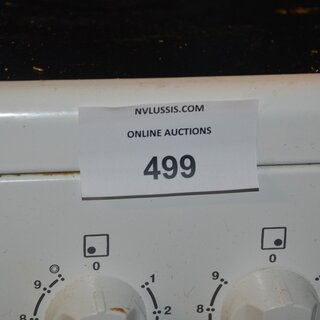 NVLUSSIS.COM
ONLINE AUCTIONS
499
0 0
9 1 9
8 2 8